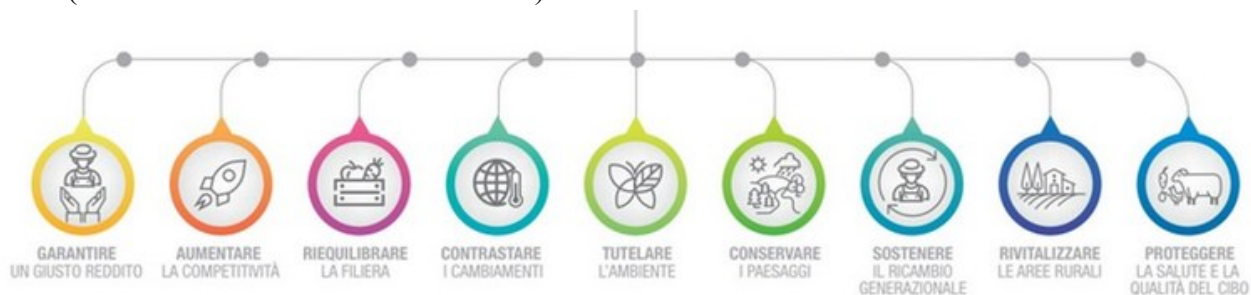 GARANTIRE
UN GIUSTO REDDITO
AUMENTARE
LA COMPETITIVITÀ
RIEQUILIBRARE
LA FILIERA
CONTRASTARE
I CAMBIAMENTI
TUTELARE
L'AMBIENTE
CONSERVARE
I PAESAGGI
SOSTENERE
IL RICAMBIO
GENERAZIONALE
RIVITALIZZARE
LE AREE RURALI
PROTEGGERE
LA SALUTE E LA
QUALITÀ DEL CIBO